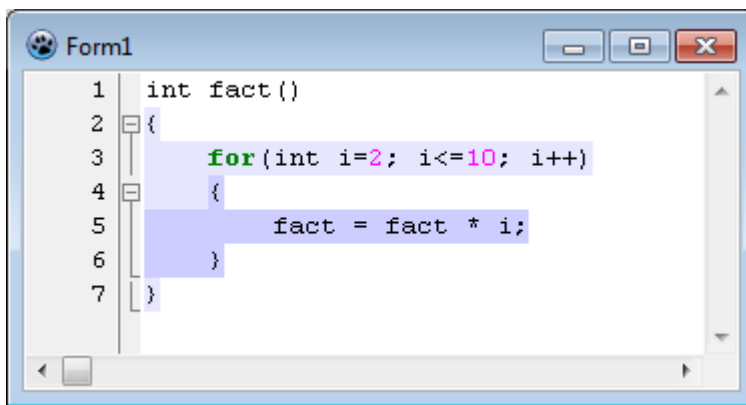 Form1
1 int fact()
2 {
3     for(int i=2; i<=10; i++)
4     {
5         fact = fact * i;
6     }
7 }